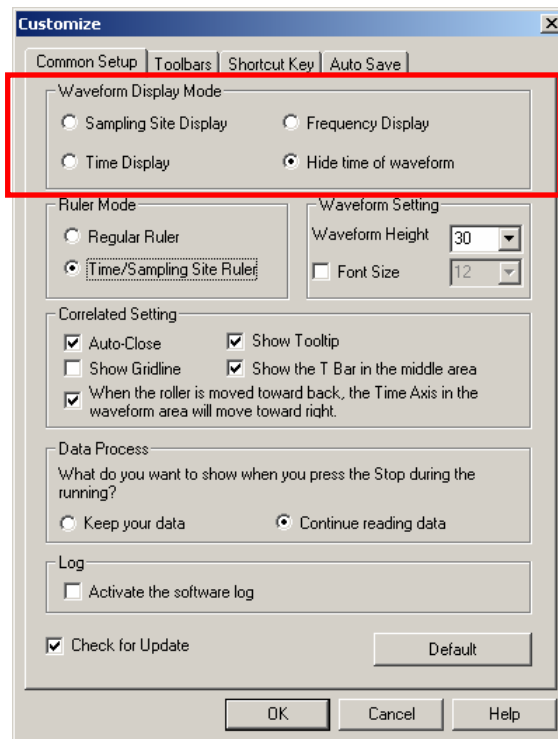 Customize
Common Setup Toolbars Shortcut Key Auto Save
Waveform Display Mode
Sampling Site Display Frequency Display
Time Display Hide time of waveform
Ruler Mode
Regular Ruler
Time/Sampling Site Ruler
Waveform Setting
Waveform Height 30
Font Size 12
Correlated Setting
Auto-Close Show Tooltip
Show Gridline Show the T Bar in the middle area
When the roller is moved toward back, the Time Axis in the
waveform area will move toward right.
Data Process
What do you want to show when you press the Stop during the
running?
Keep your data Continue reading data
Log
Activate the software log
Check for Update Default
OK Cancel Help